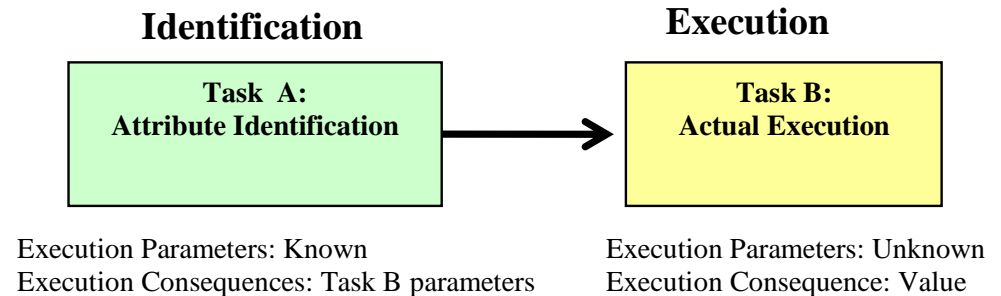 Identification
Execution
Task A:
Attribute Identification
Task B:
Actual Execution
Execution Parameters: Known
Execution Consequences: Task B parameters
Execution Parameters: Unknown
Execution Consequence: Value